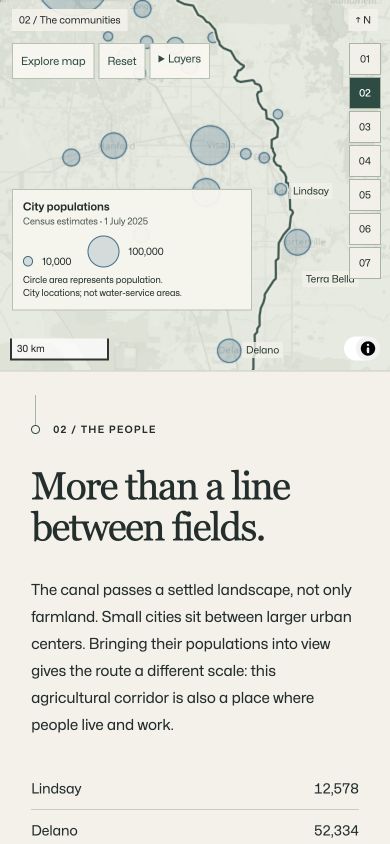 02 / The communities
↑ N
Explore map
Reset
▶ Layers
01
02
03
04
05
06
07
Hanford
Visalia
Lindsay
Porterville
Terra Bella
City populations
Census estimates · 1 July 2025
10,000
100,000
Circle area represents population.
City locations; not water-service areas.
30 km
Delano
02 / THE PEOPLE
More than a line
between fields.
The canal passes a settled landscape, not only
farmland. Small cities sit between larger urban
centers. Bringing their populations into view
gives the route a different scale: this
agricultural corridor is also a place where
people live and work.
Lindsay 12,578
Delano 52,334